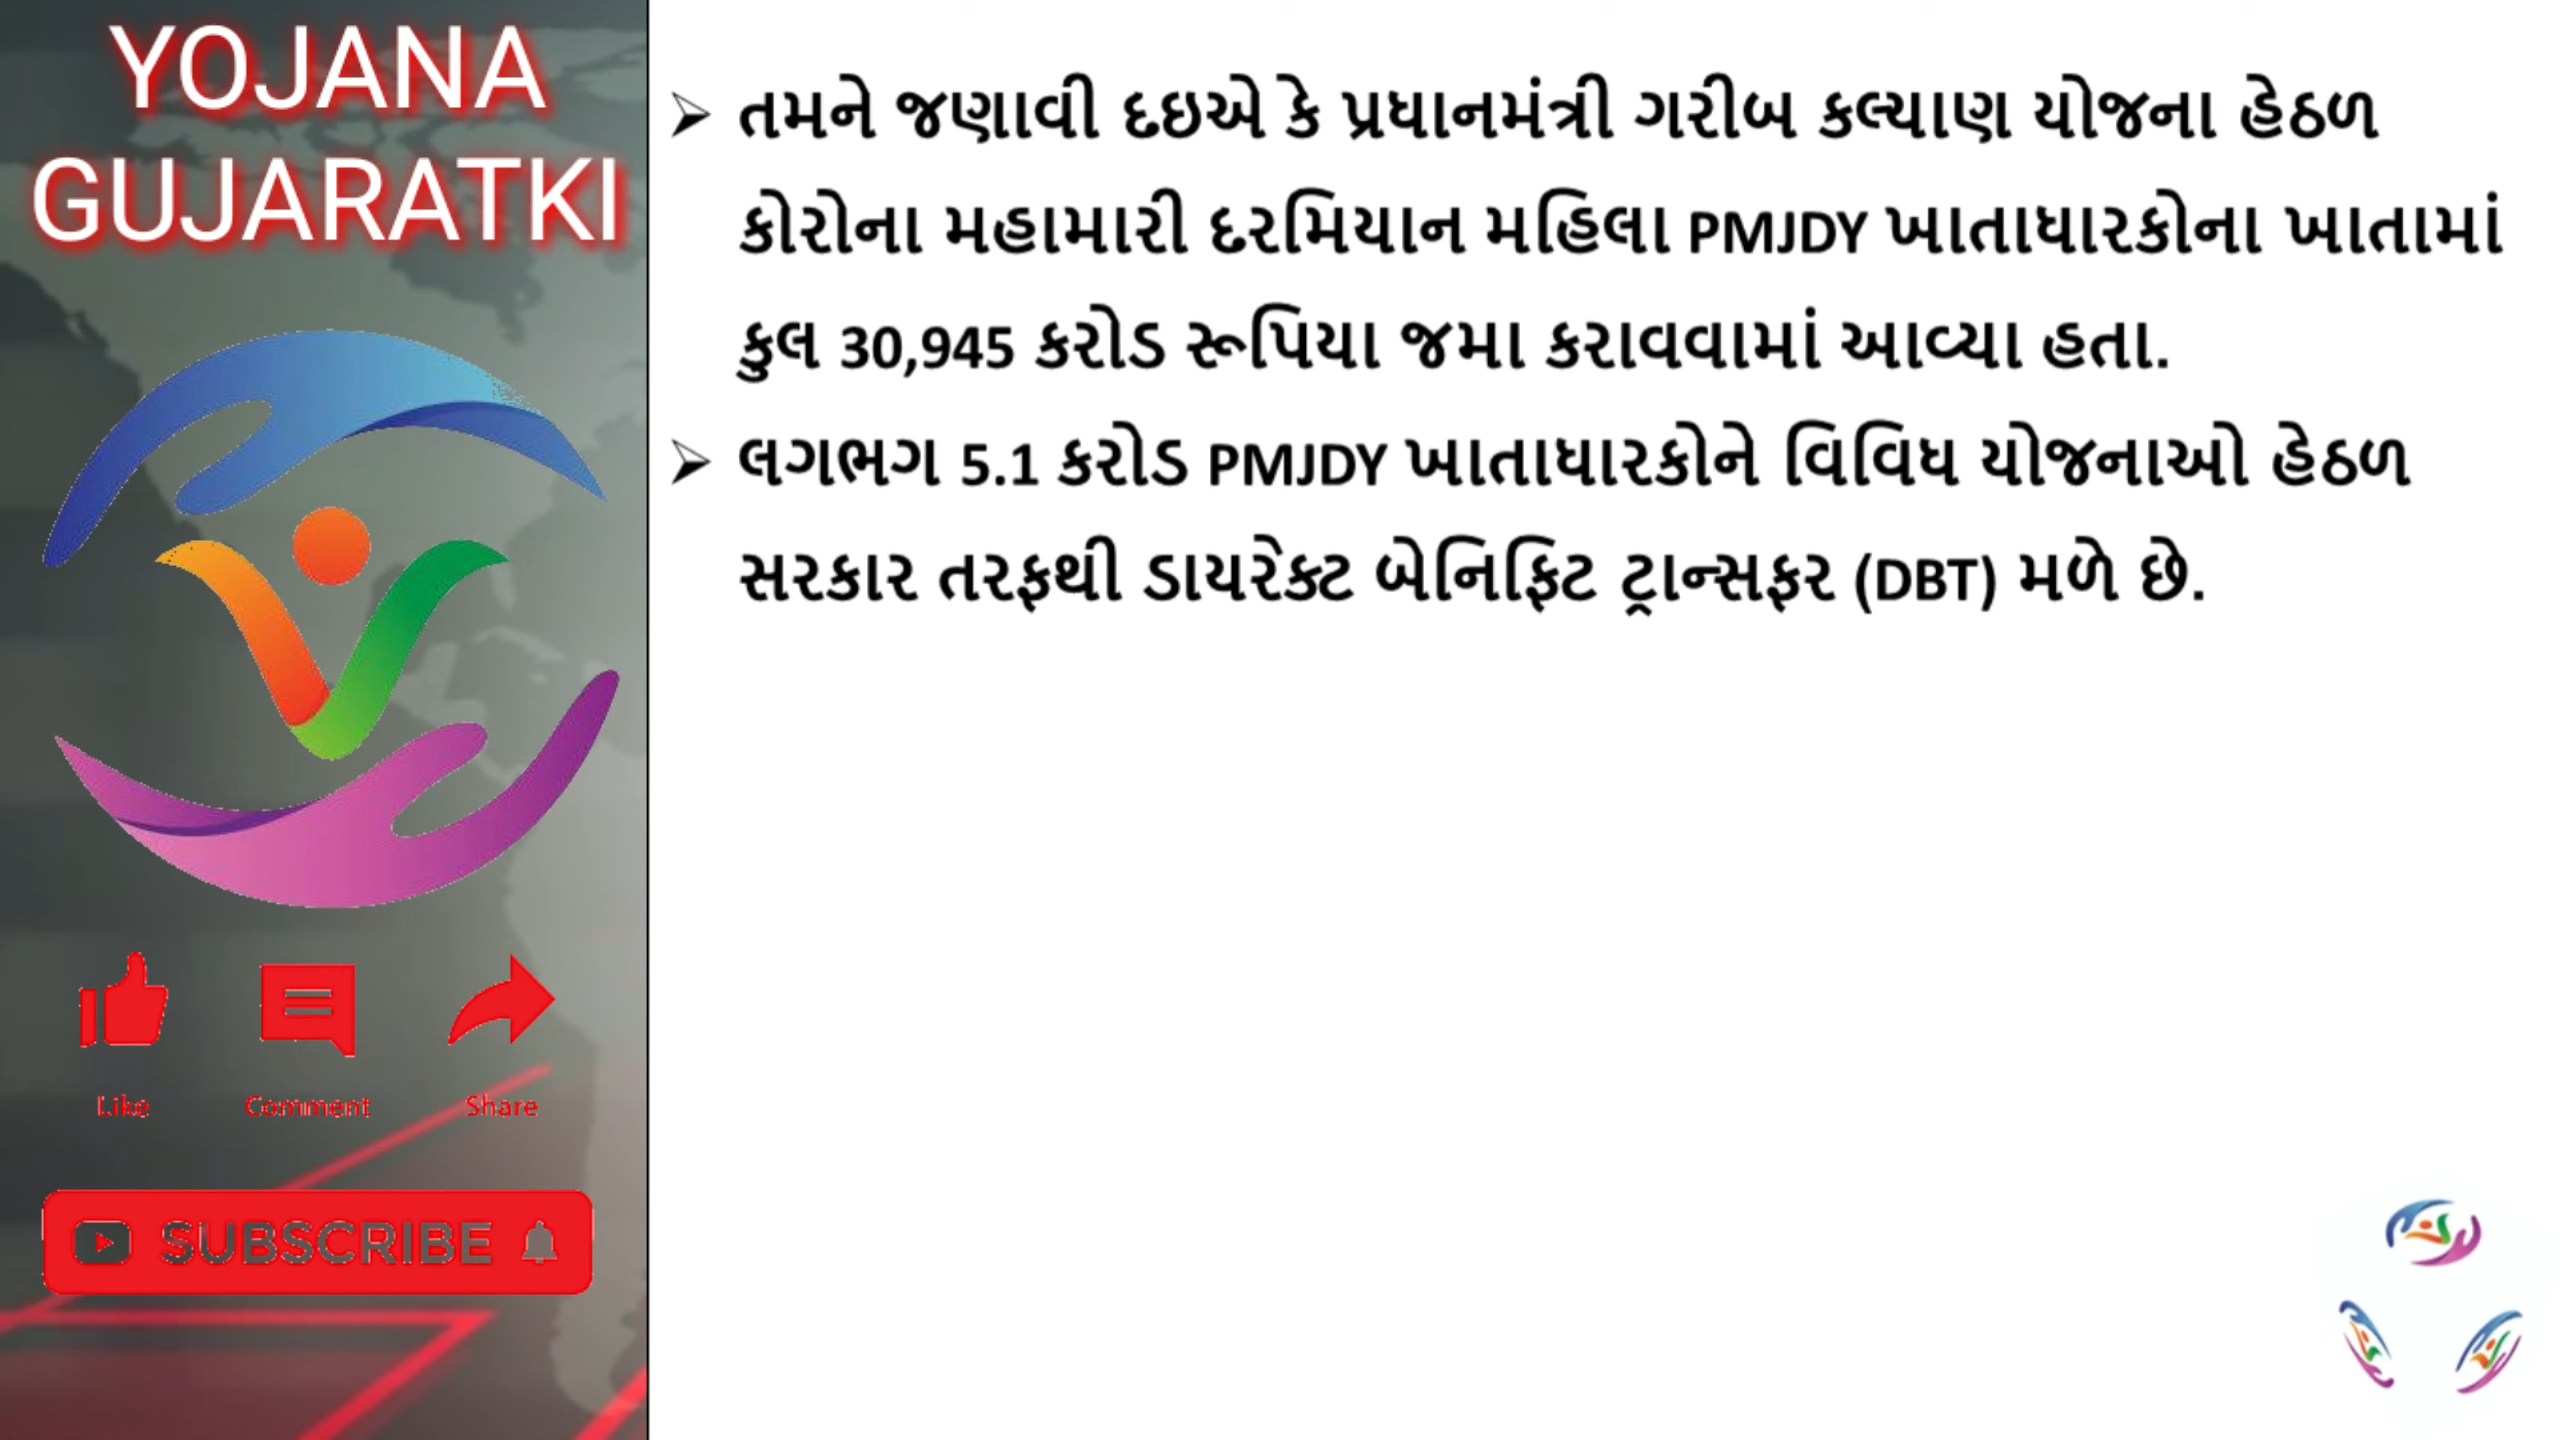 YOJANA
GUJARATKI
➢ તમને જણાવી દઇએ કે પ્રધાનમંત્રી ગરીબ કલ્યાણ યોજના હેઠળ
કોરોના મહામારી દરમિયાન મહિલા PMJDY ખાતાધારકોના ખાતામાં
કુલ 30,945 કરોડ રૂપિયા જમા કરાવવામાં આવ્યા હતા.
➢ લગભગ 5.1 કરોડ PMJDY ખાતાધારકોને વિવિધ યોજનાઓ હેઠળ
સરકાર તરફથી ડાયરેક્ટ બેનિફિટ ટ્રાન્સફર (DBT) મળે છે.
Like Comment Share
SUBSCRIBE